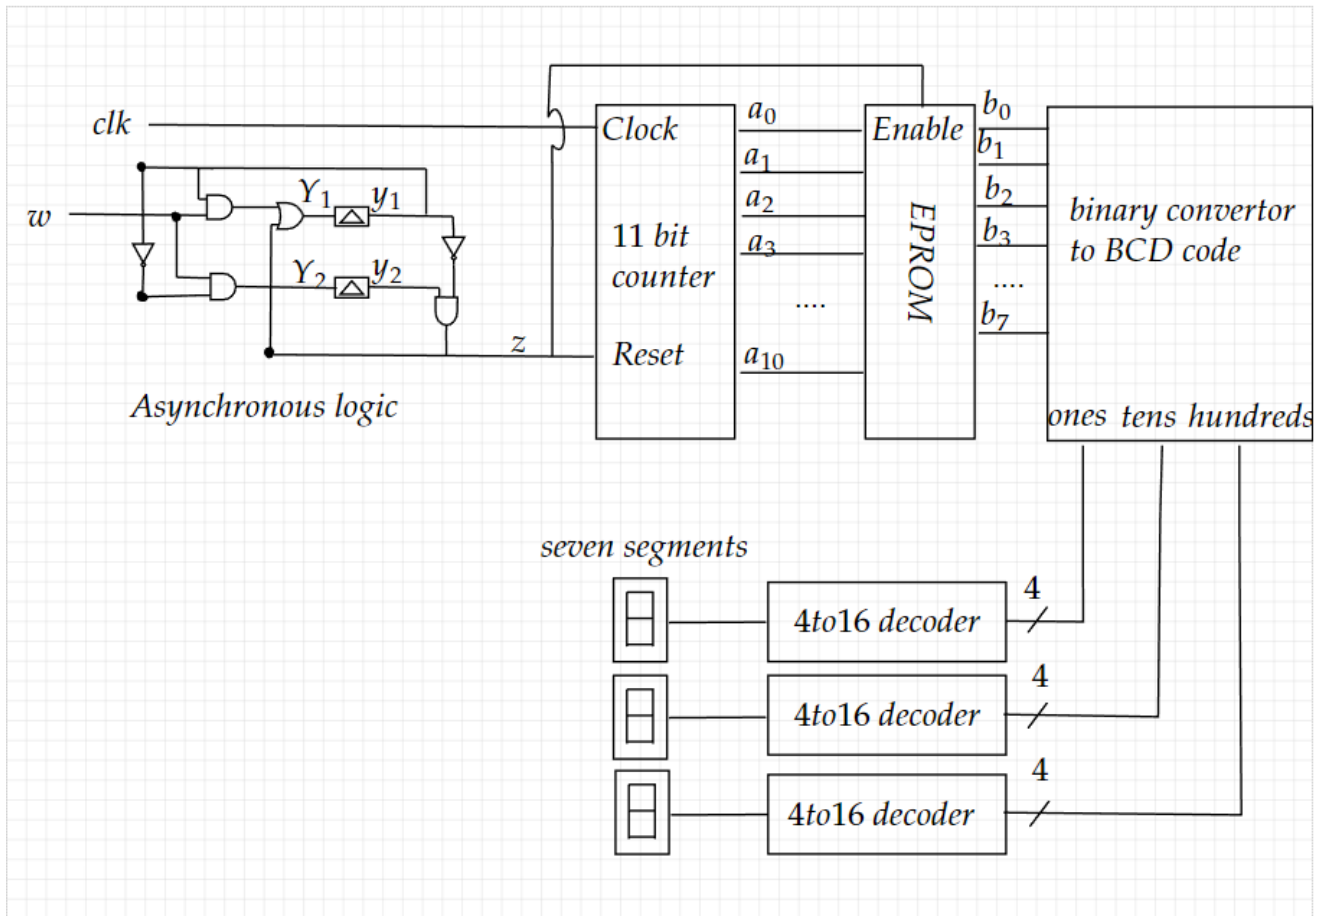 clk
w
Y₁
y₁
Y₂
y₂
z
Asynchronous logic
Clock
11 bit
counter
Reset
a₀
a₁
a₂
a₃
....
a₁₀
Enable
EPROM
b₀
b₁
b₂
b₃
....
b₇
binary convertor
to BCD code
ones tens hundreds
seven segments
4to16 decoder
4
4to16 decoder
4
4to16 decoder
4